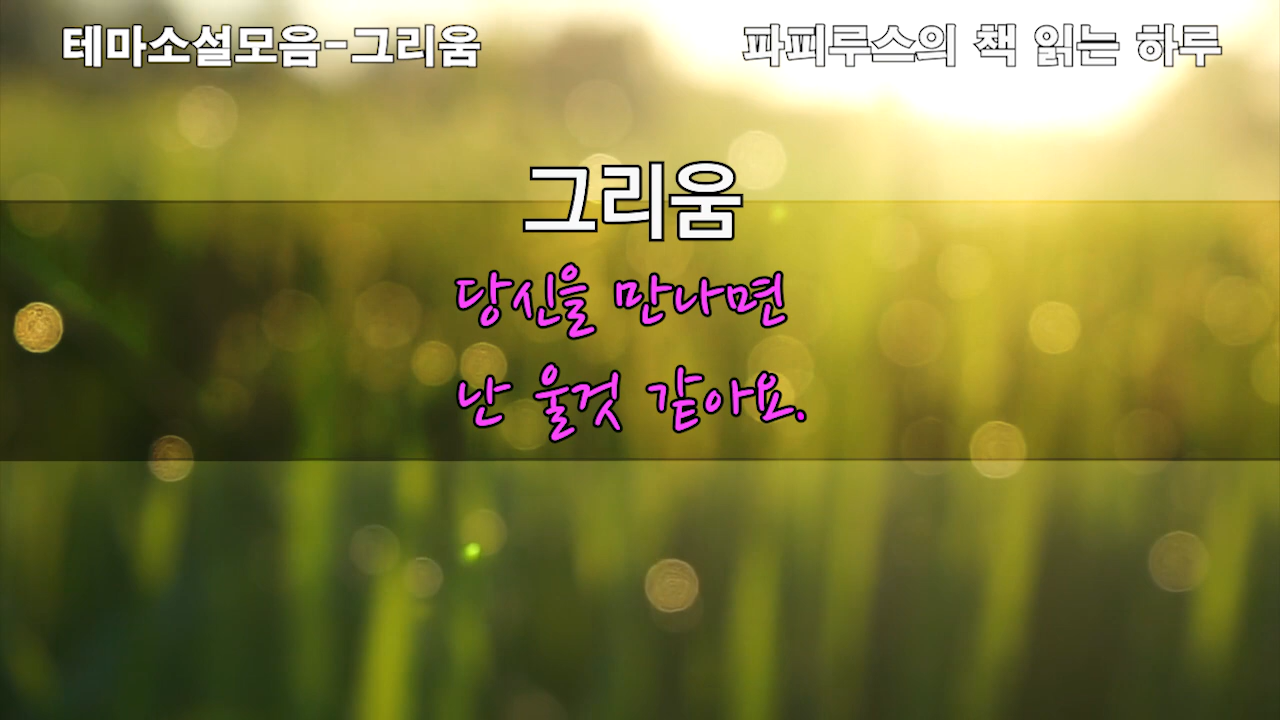 테마소설모음-그리움
파피루스의 책 읽는 하루
그리움
당신을 만나면
난 울것 같아요.